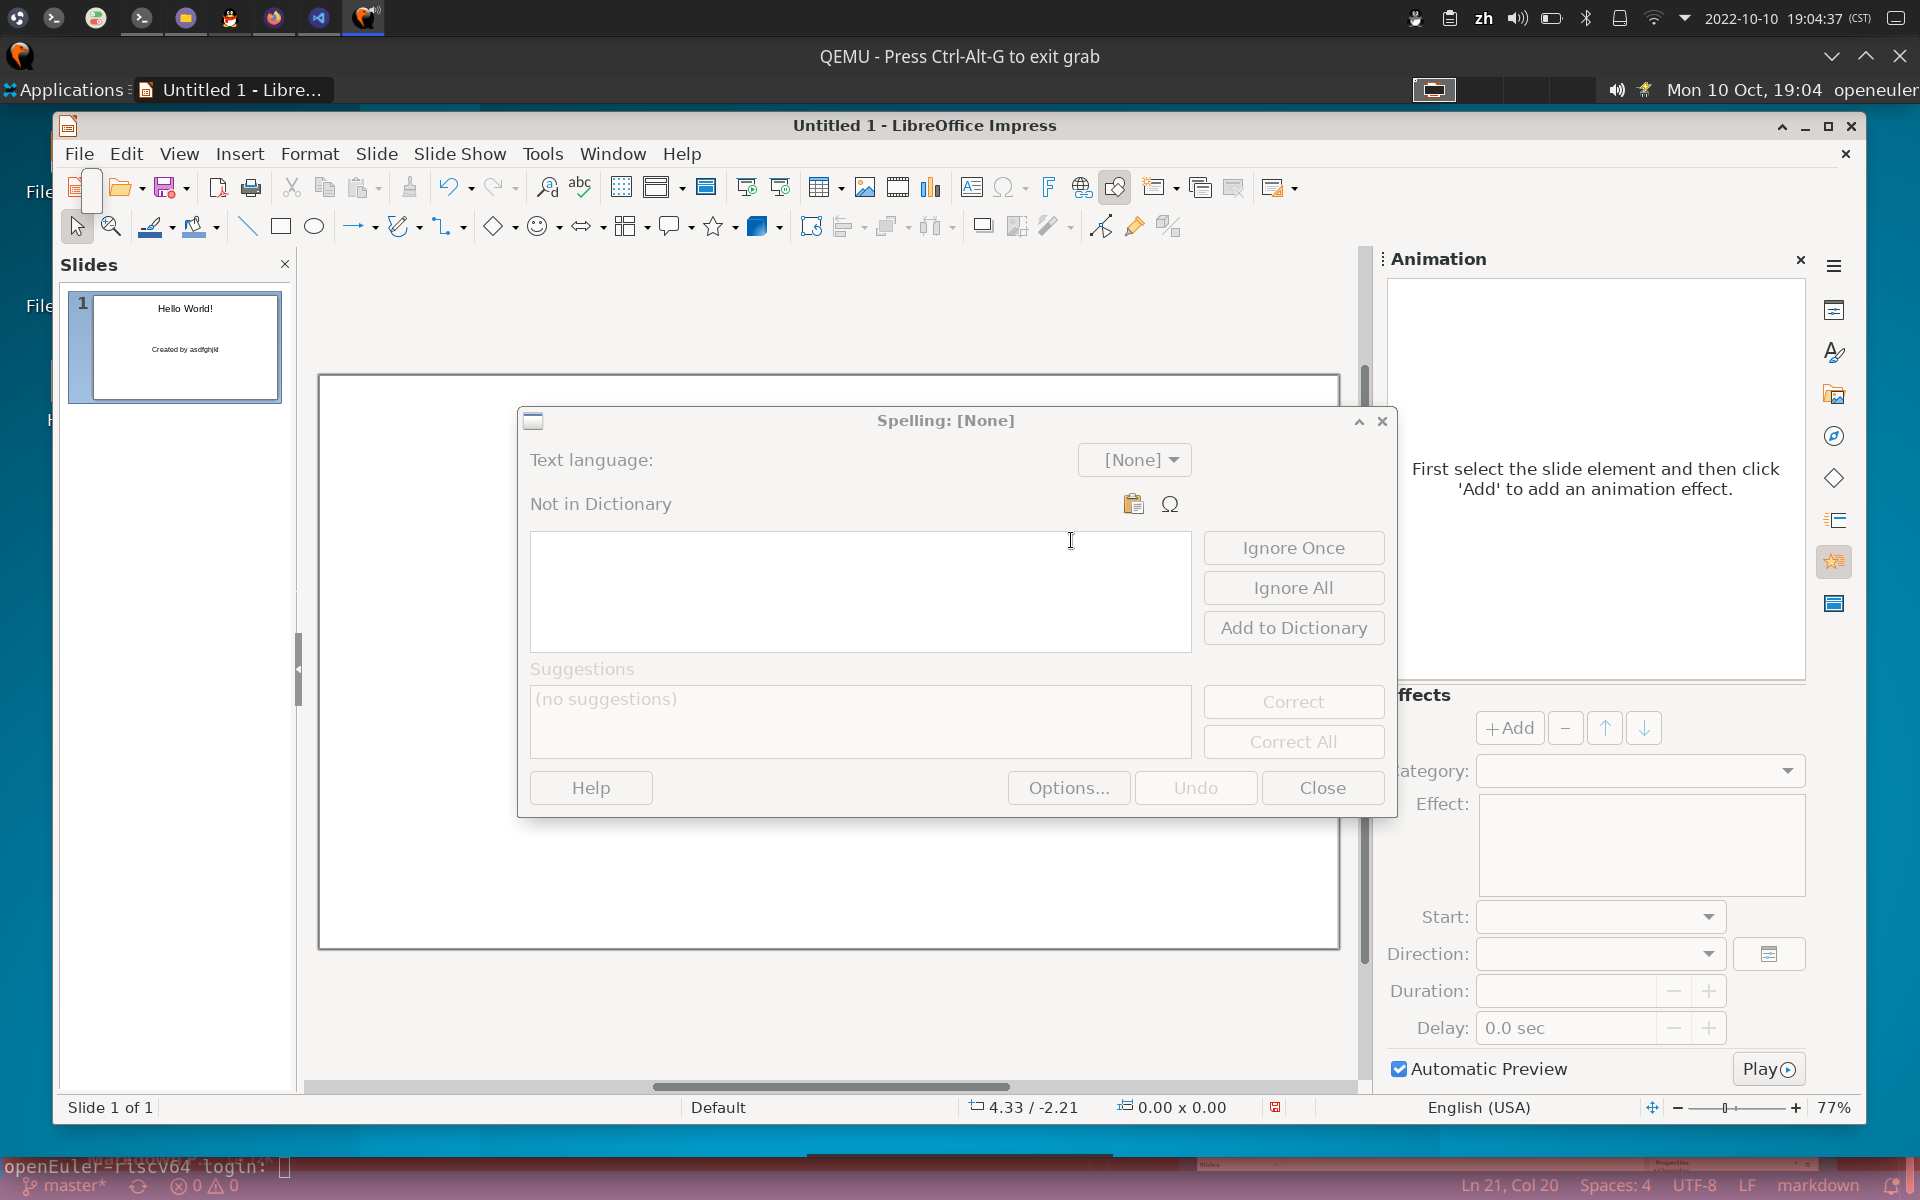 zh
2022-10-10 19:04:37 (CST)
QEMU - Press Ctrl-Alt-G to exit grab
Applications
Untitled 1 - Libre...
Mon 10 Oct, 19:04 openeuler
Untitled 1 - LibreOffice Impress
File Edit View Insert Format Slide Slide Show Tools Window Help
File
abc
Slides
Animation
1
Hello World!
Created by asdfghjkl
File
First select the slide element and then click
'Add' to add an animation effect.
Spelling: [None]
Text language:
[None]
Not in Dictionary
Ω
Ignore Once
Ignore All
Add to Dictionary
Suggestions
(no suggestions)
Correct
Correct All
Help
Options...
Undo
Close
ffects
Add
ategory:
Effect:
Start:
Direction:
Duration:
Delay:
0.0 sec
Automatic Preview
Play
Slide 1 of 1
Default
4.33 / -2.21
0.00 x 0.00
English (USA)
77%
openEuler-riscv64 login:
master*
0 0
Ln 21, Col 20
Spaces: 4
UTF-8
LF
markdown